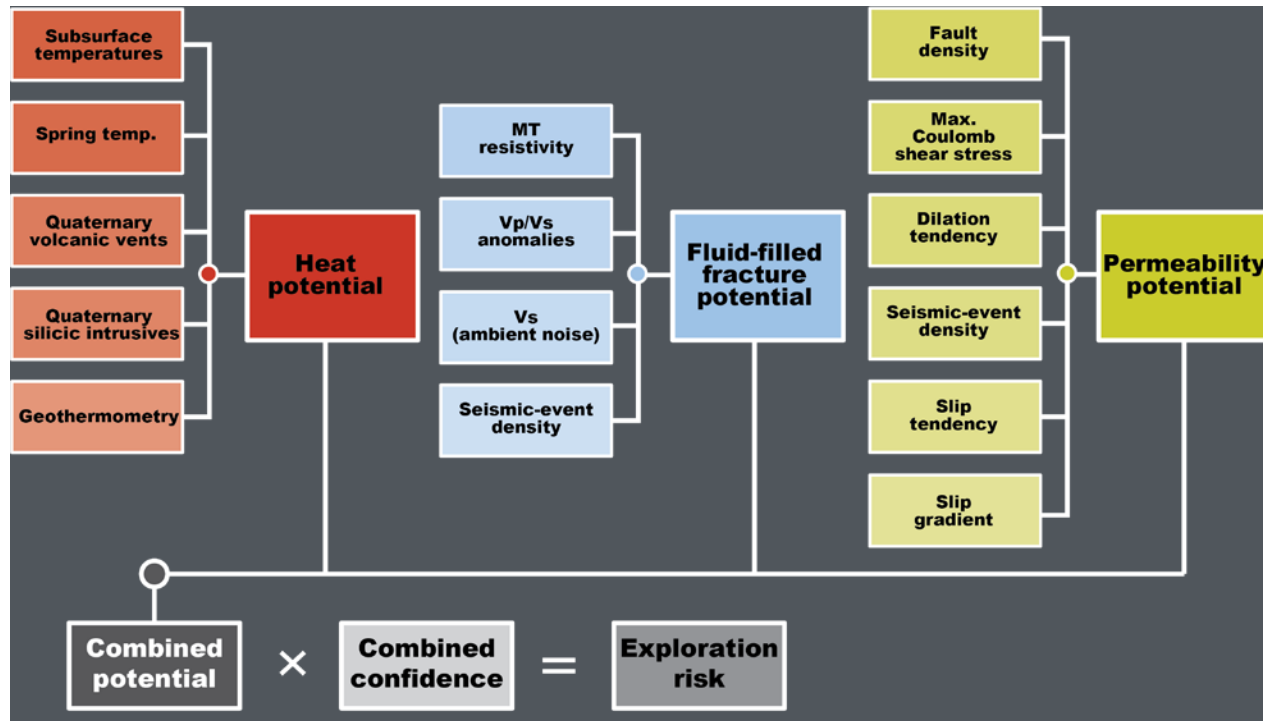 Subsurface
temperatures
Spring temp.
Quaternary
volcanic vents
Quaternary
silicic intrusives
Geothermometry
Heat
potential
MT
resistivity
Vp/Vs
anomalies
Vs
(ambient noise)
Seismic-event
density
Fluid-filled
fracture
potential
Fault
density
Max.
Coulomb
shear stress
Dilation
tendency
Seismic-event
density
Slip
tendency
Slip
gradient
Permeability
potential
Combined
potential
×
Combined
confidence
=
Exploration
risk